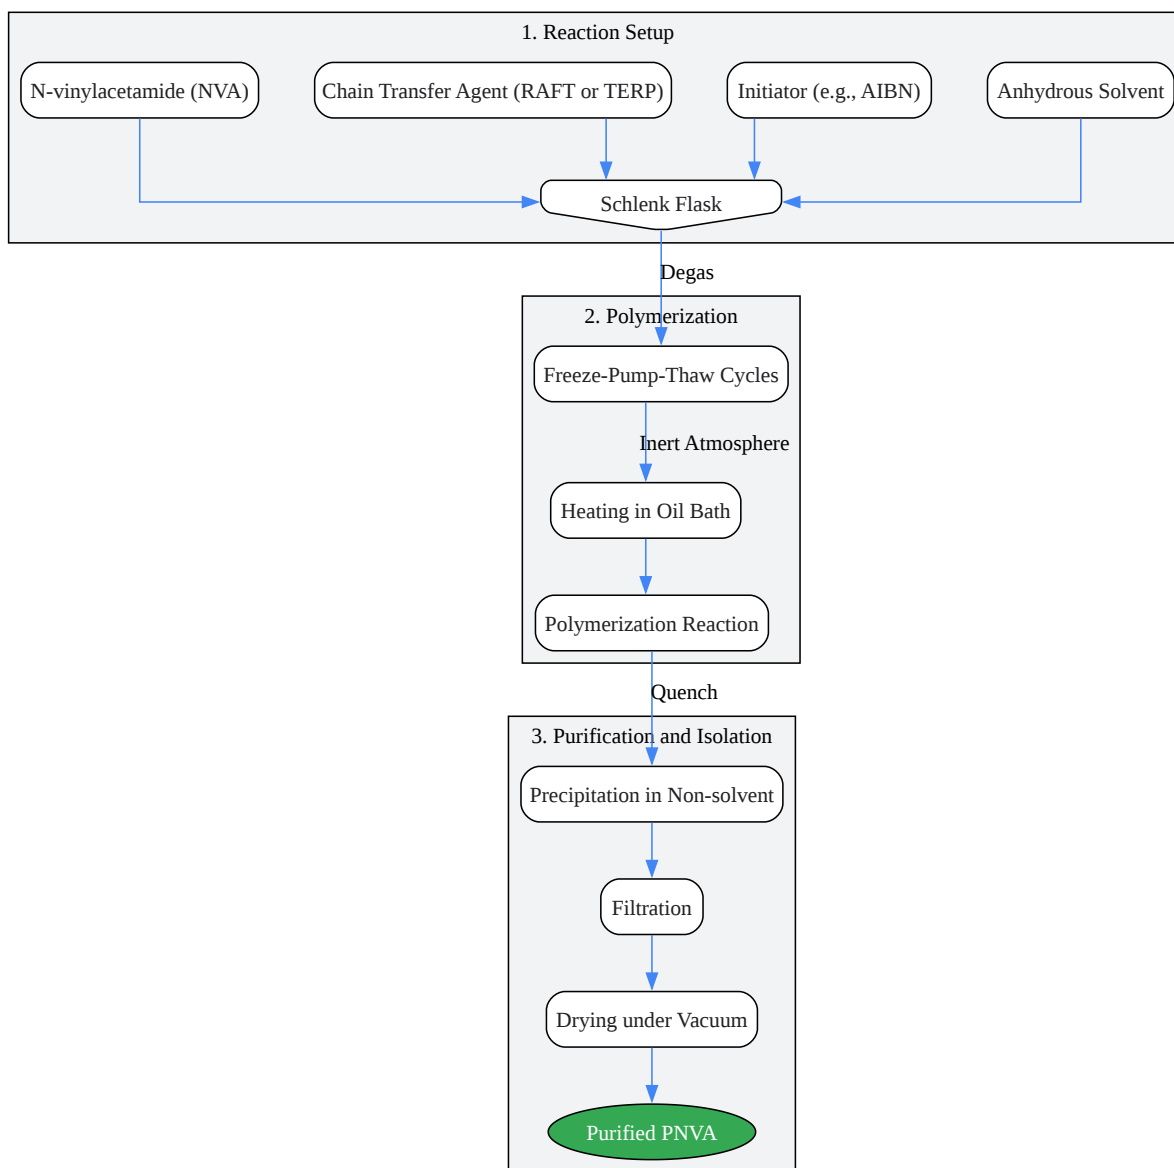 1. Reaction Setup
N-vinylacetamide (NVA)
Chain Transfer Agent (RAFT or TERP)
Initiator (e.g., AIBN)
Anhydrous Solvent
Schlenk Flask
Degas
2. Polymerization
Freeze-Pump-Thaw Cycles
Inert Atmosphere
Heating in Oil Bath
Polymerization Reaction
Quench
3. Purification and Isolation
Precipitation in Non-solvent
Filtration
Drying under Vacuum
Purified PNVA